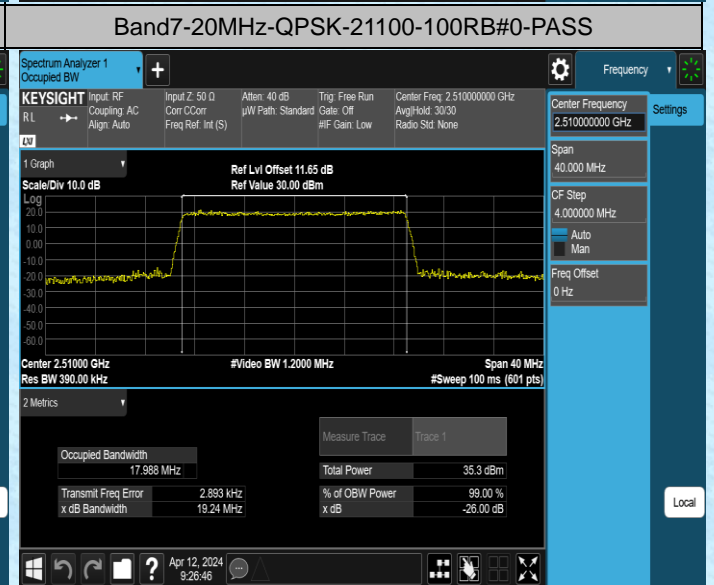 Band7-20MHz-QPSK-21100-100RB#0-PASS
Spectrum Analyzer 1
Occupied BW
Frequency
KEYSIGHT
RL
LXI
Input: RF
Coupling: AC
Align: Auto
Input Z: 50 Ω
Corr CCorr
Freq Ref: Int (S)
Atten: 40 dB
µW Path: Standard
Trig: Free Run
Gate: Off
#IF Gain: Low
Center Freq: 2.510000000 GHz
Avg|Hold: 30/30
Radio Std: None
Center Frequency
2.510000000 GHz
Settings
Span
40.000 MHz
CF Step
4.000000 MHz
Auto
Man
Freq Offset
0 Hz
1 Graph
Scale/Div 10.0 dB
Ref Lvl Offset 11.65 dB
Ref Value 30.00 dBm
Log
20.0
10.0
0.00
-10.0
-20.0
-30.0
-40.0
-50.0
-60.0
Center 2.51000 GHz
Res BW 390.00 kHz
#Video BW 1.2000 MHz
Span 40 MHz
#Sweep 100 ms (601 pts)
2 Metrics
Measure Trace
Trace 1
Occupied Bandwidth
17.988 MHz
Total Power
35.3 dBm
Transmit Freq Error
2.893 kHz
% of OBW Power
99.00 %
x dB Bandwidth
19.24 MHz
x dB
-26.00 dB
Local
?
Apr 12, 2024
9:26:46